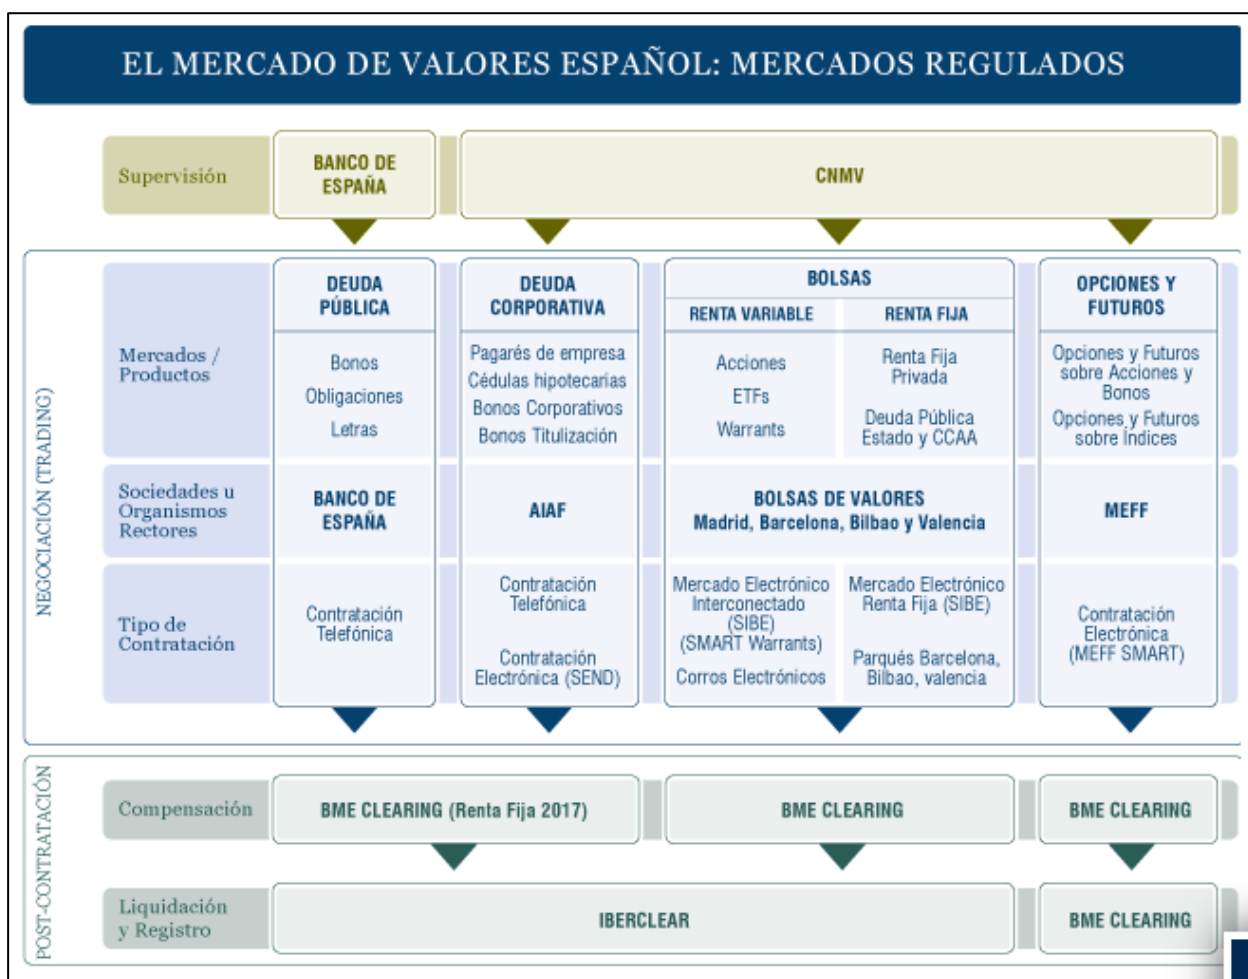 EL MERCADO DE VALORES ESPAÑOL: MERCADOS REGULADOS
Supervisión
BANCO DE
ESPAÑA
CNMV
NEGOCIACIÓN (TRADING)
Mercados /
Productos
DEUDA
PÚBLICA
Bonos
Obligaciones
Letras
DEUDA
CORPORATIVA
Pagarés de empresa
Cédulas hipotecarias
Bonos Corporativos
Bonos Titulización
BOLSAS
RENTA VARIABLE
Acciones
ETFs
Warrants
RENTA FIJA
Renta Fija
Privada
Deuda Pública
Estado y CCAA
OPCIONES Y
FUTUROS
Opciones y Futuros
sobre Acciones y
Bonos
Opciones y Futuros
sobre Índices
Sociedades u
Organismos
Rectores
BANCO DE
ESPAÑA
AIAF
BOLSAS DE VALORES
Madrid, Barcelona, Bilbao y Valencia
MEFF
Tipo de
Contratación
Contratación
Telefónica
Contratación
Telefónica
Contratación
Electrónica (SEND)
Mercado Electrónico
Interconectado
(SIBE)
(SMART Warrants)
Corros Electrónicos
Mercado Electrónico
Renta Fija (SIBE)
Parqués Barcelona,
Bilbao, valencia
Contratación
Electrónica
(MEFF SMART)
POST-CONTRATACIÓN
Compensación
BME CLEARING (Renta Fija 2017)
BME CLEARING
BME CLEARING
Liquidación
y Registro
IBERCLEAR
BME CLEARING